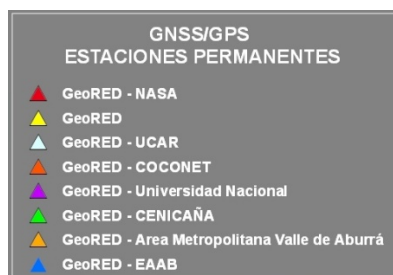 GNSS/GPS
ESTACIONES PERMANENTES
GeoRED - NASA
GeoRED
GeoRED - UCAR
GeoRED - COCONET
GeoRED - Universidad Nacional
GeoRED - CENICAÑA
GeoRED - Area Metropolitana Valle de Aburrá
GeoRED - EAAB